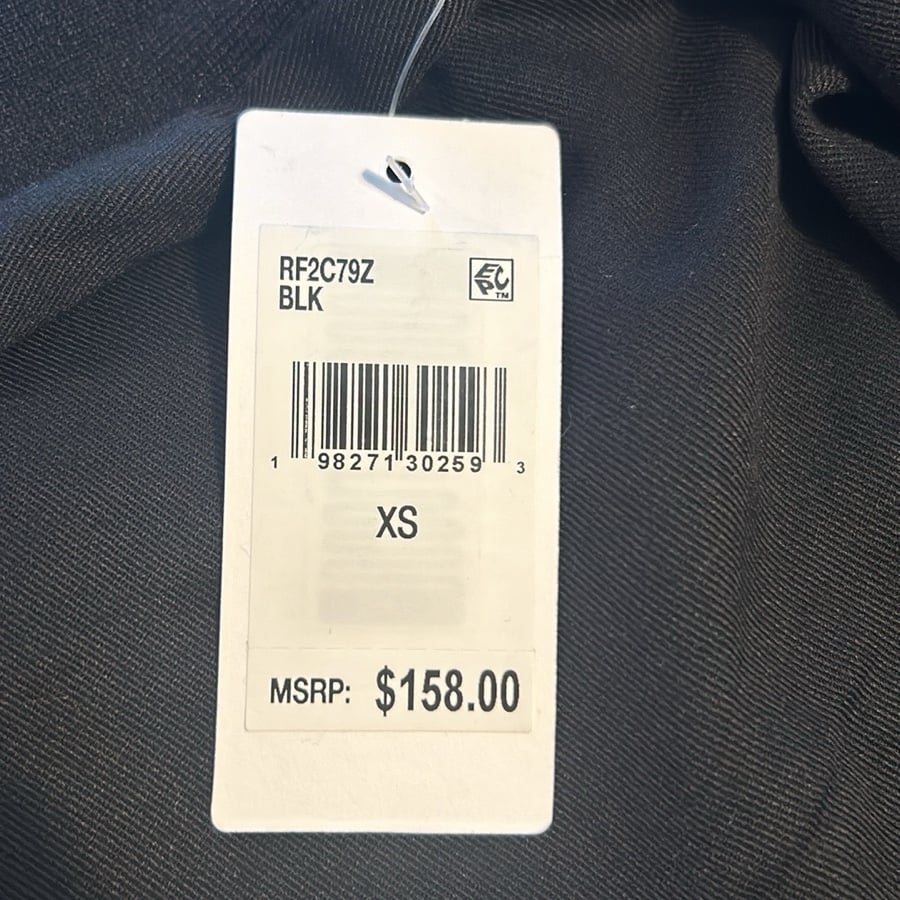 RF2C79Z
BLK
EPC
TM
1 98271 30259 3
XS
MSRP: $158.00